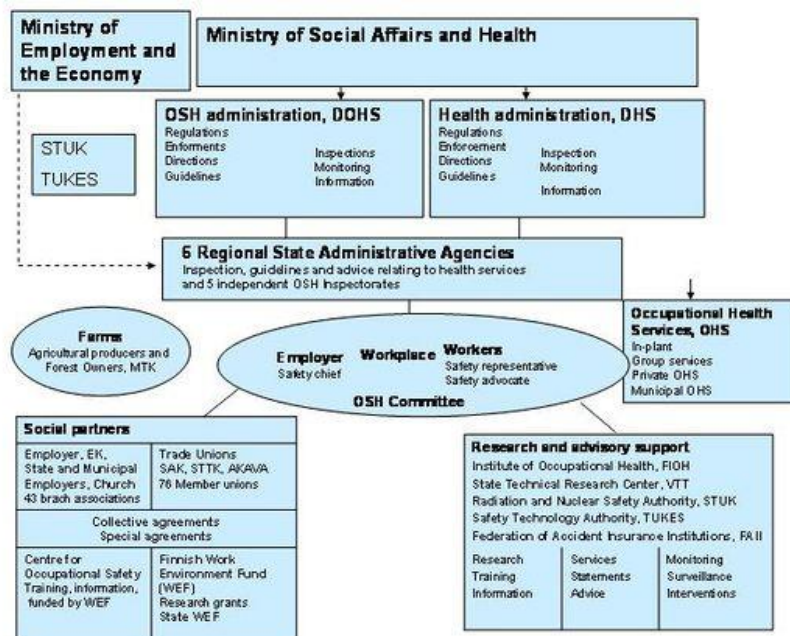 Ministry of
Employment and
the Economy
Ministry of Social Affairs and Health
STUK
TUKES
OSH administration, DOHS
Regulations
Enforments
Directions
Guidelines
Inspections
Monitoring
Information
Health administration, DHS
Regulations
Enforcement
Directions
Guidelines
Inspection
Monitoring
Information
6 Regional State Administrative Agencies
Inspection, guidelines and advice relating to health services
and 5 independent OSH Inspectorates
Farms
Agricultural producers and
Forest Owners, MTK
Employer
Safety chief
Workplace
Workers
Safety representative
Safety advocate
OSH Committee
Occupational Health
Services, OHS
In-plant
Group services
Private OHS
Municipal OHS
Social partners
Employer, EK,
State and Municipal
Employers, Church
43 brach associations
Trade Unions
SAK, STTK, AKAVA
76 Member unions
Collective agreements
Special agreements
Centre for
Occupational Safety
Training, information,
funded by WEF
Finnish Work
Environment Fund
(WEF)
Research grants
State WEF
Research and advisory support
Institute of Occupational Health, FIOH
State Technical Research Center, VTT
Radiation and Nuclear Safety Authority, STUK
Safety Technology Authority, TUKES
Federation of Accident Insurance Institutions, FAII
Research
Training
Information
Services
Statements
Advice
Monitoring
Surveillance
Interventions